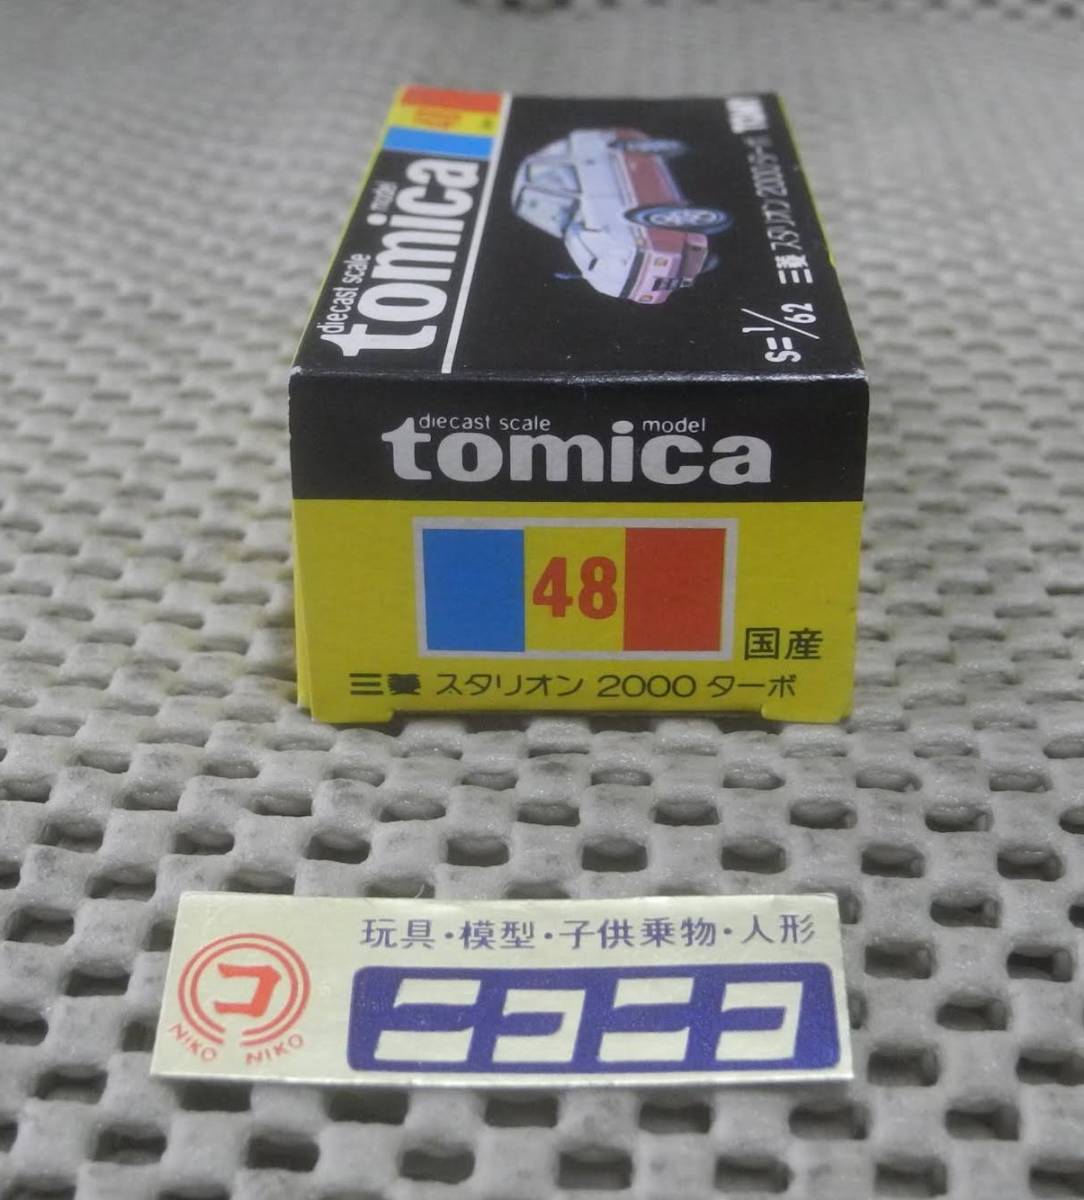 diecast scale model
tomica
S=1/62 三菱 スタリオン 2000 ターボ TOMY
diecast scale model
tomica
48
国産
三菱 スタリオン 2000 ターボ
玩具・模型・子供乗物・人形
コ
NIKO NIKO
ニコニコ